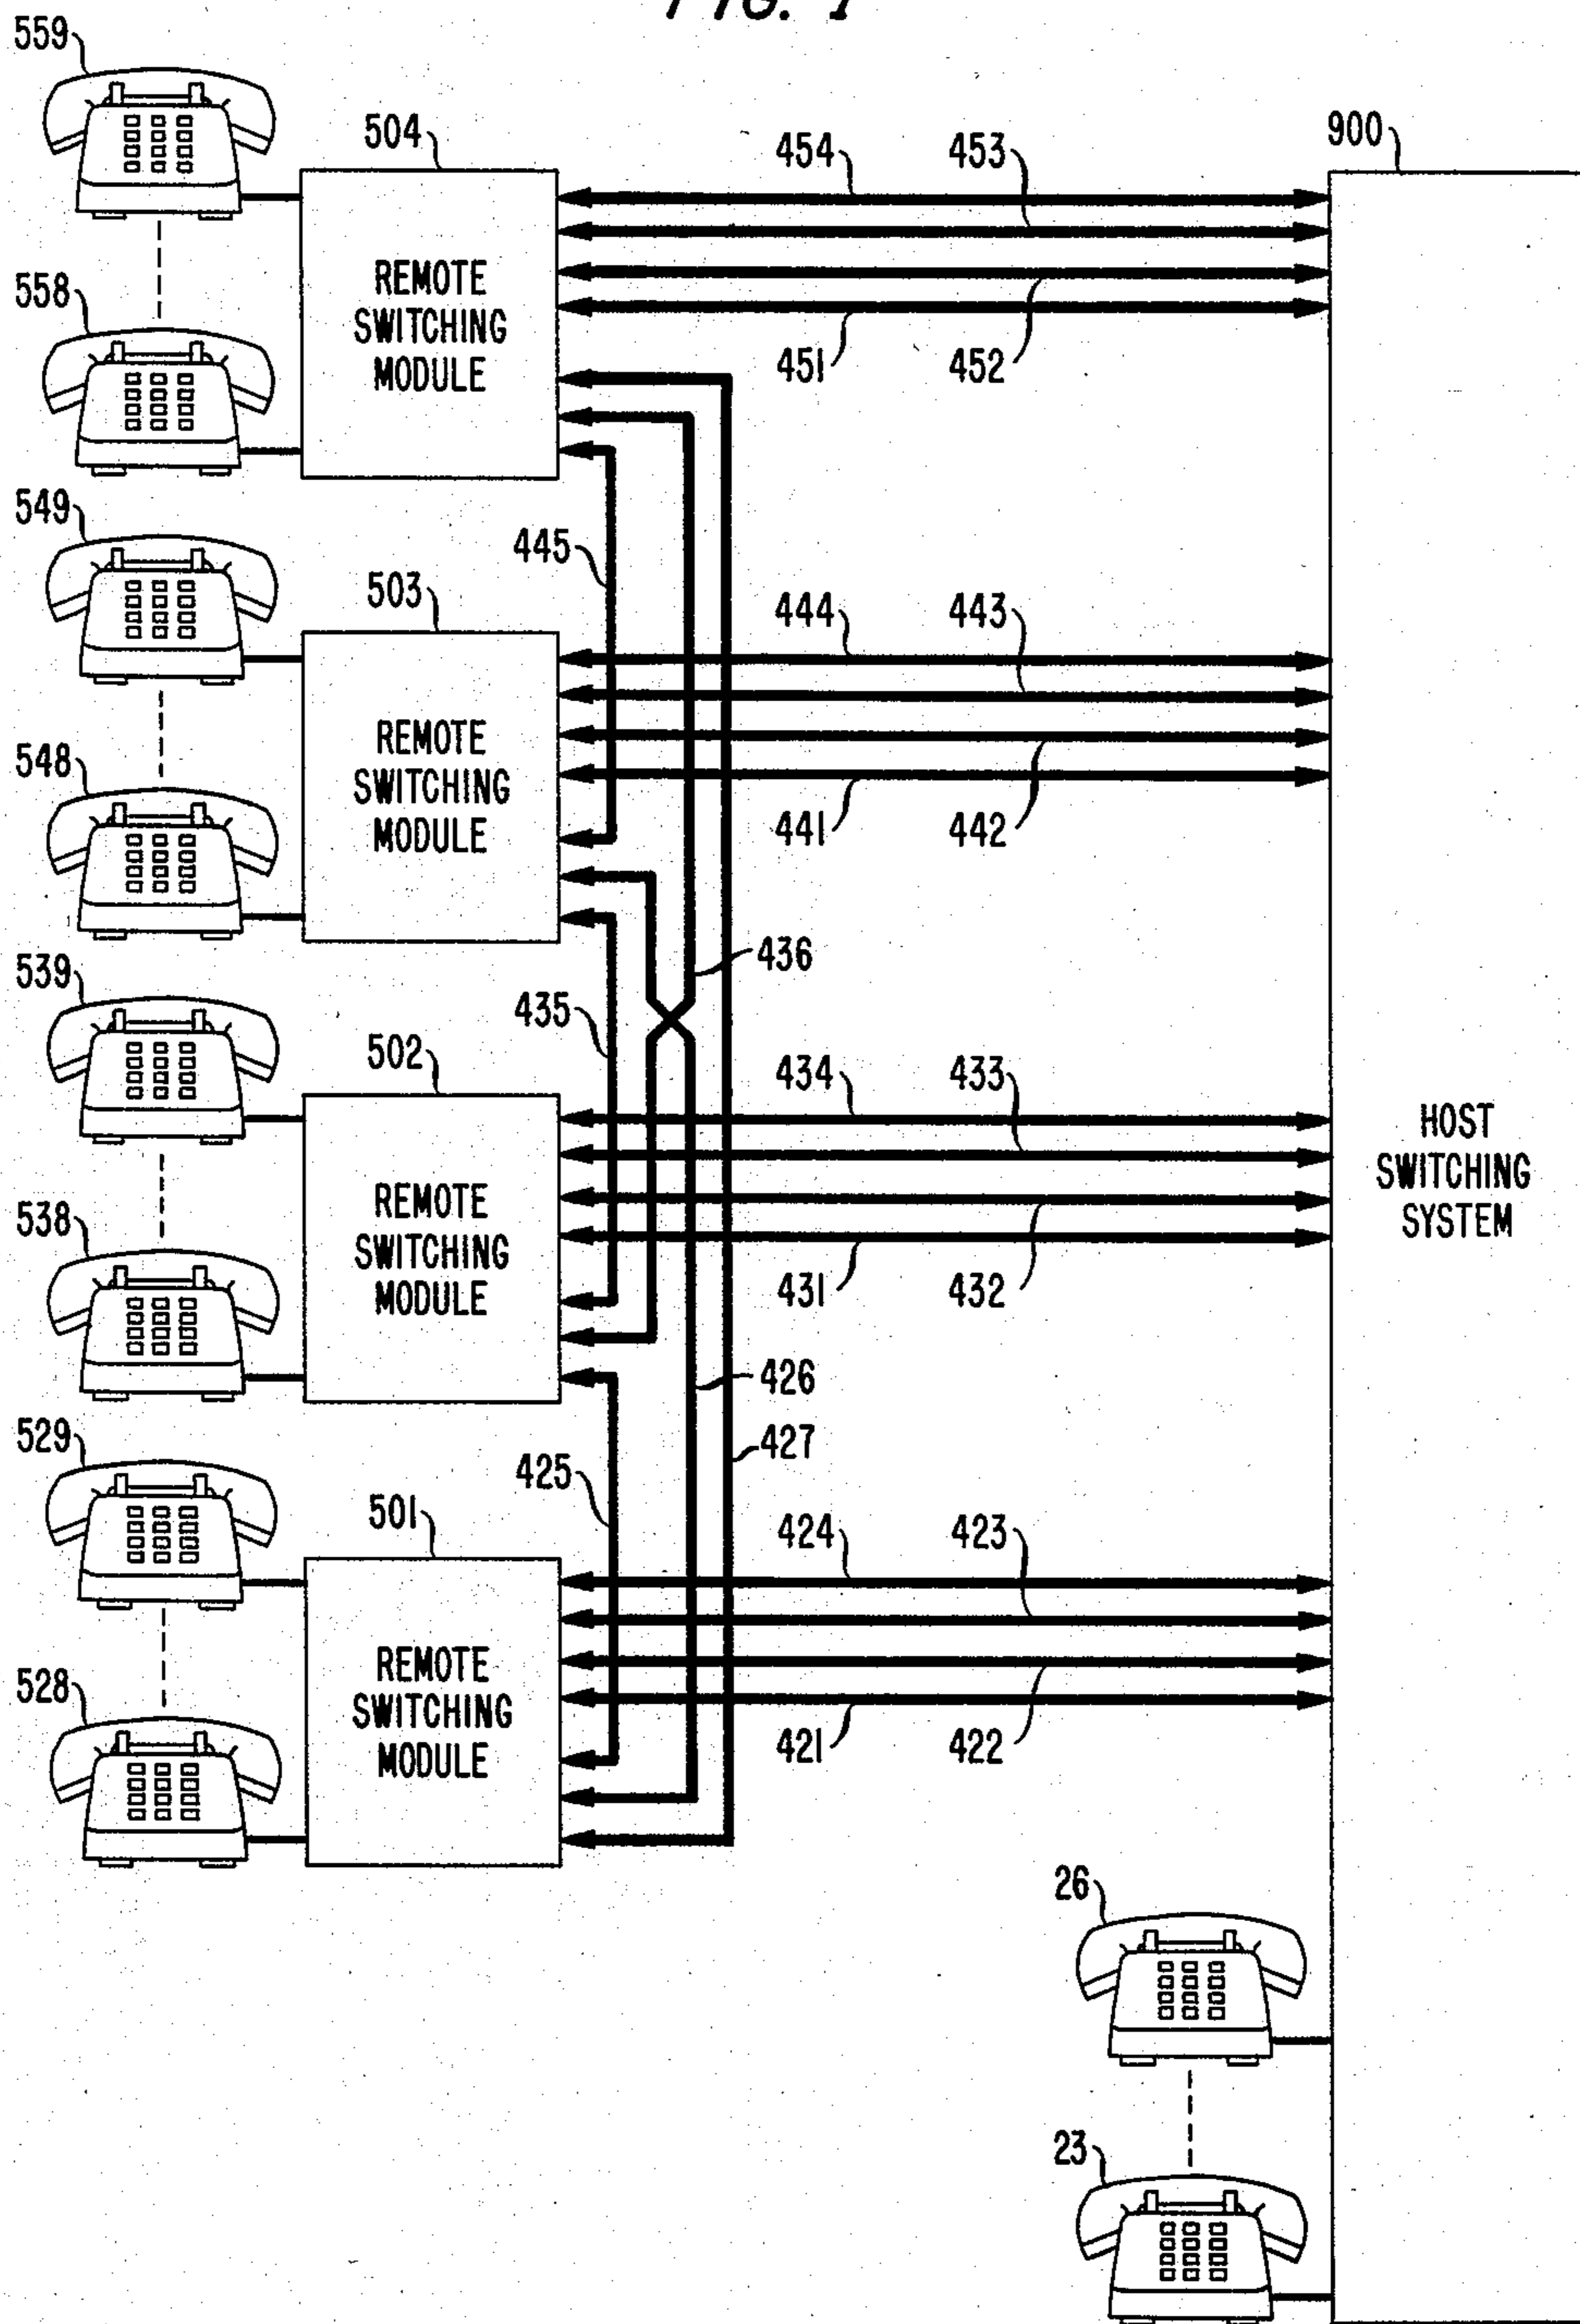 FIG. 1
559
504
454
453
900
558
REMOTE
SWITCHING
MODULE
451
452
549
445
503
444
443
548
REMOTE
SWITCHING
MODULE
441
442
539
436
435
502
434
433
HOST
SWITCHING
SYSTEM
538
REMOTE
SWITCHING
MODULE
431
432
426
529
427
425
501
424
423
528
REMOTE
SWITCHING
MODULE
421
422
26
23